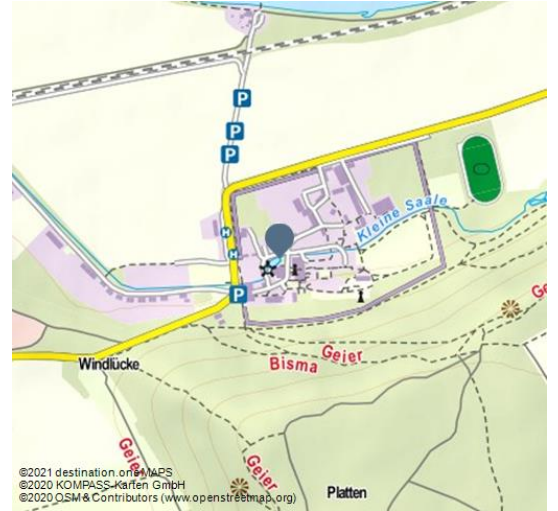 P
P
P
Kleine Saale
H
H
P
Ge
Geier
Bisma
Windlücke
Geier
Geier
Platten
©2021 destination.one MAPS
©2020 KOMPASS-Karten GmbH
©2020 OSM & Contributors (www.openstreetmap.org)